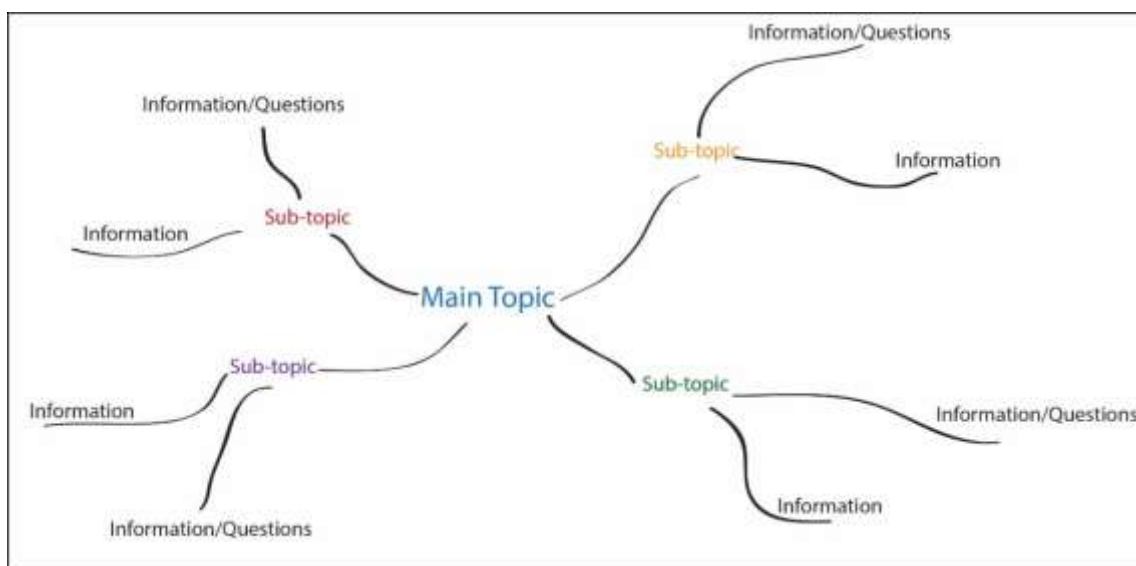 Information/Questions
Information/Questions
Sub-topic
Information
Sub-topic
Information
Main Topic
Sub-topic
Sub-topic
Information
Information/Questions
Information
Information/Questions